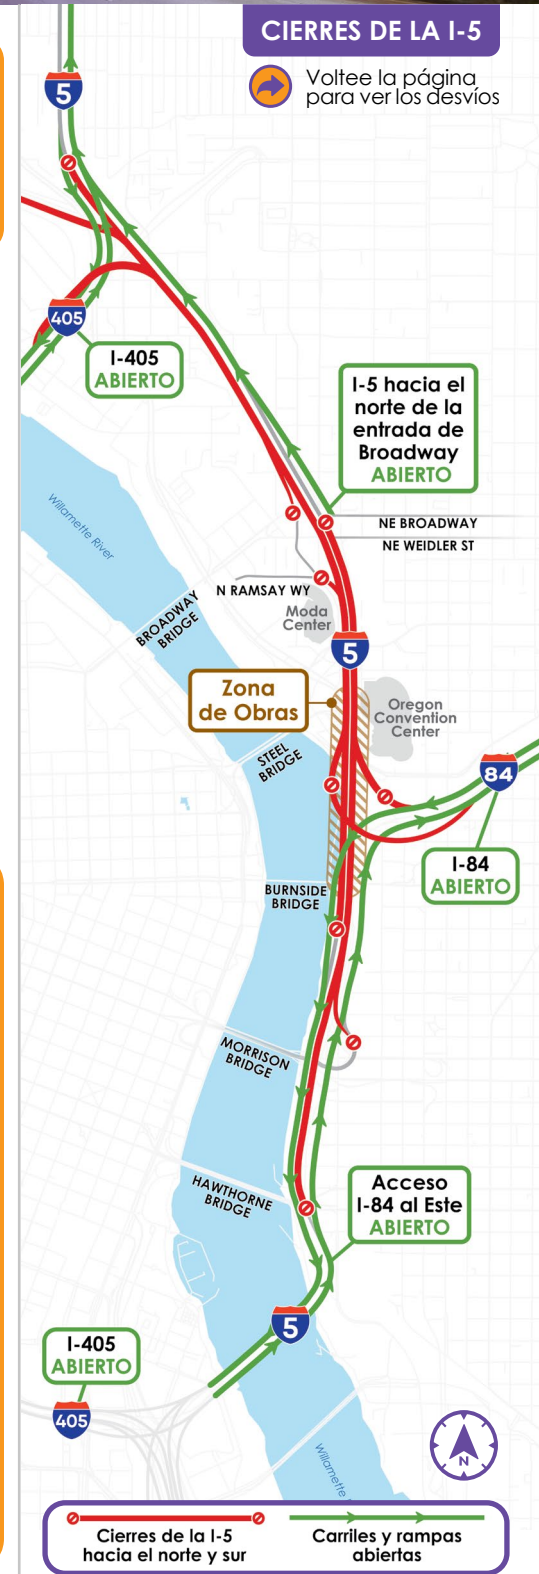 CIERRES DE LA I-5
Voltee la página
para ver los desvíos
5
405
I-405
ABIERTO
I-5 hacia el
norte de la
entrada de
Broadway
ABIERTO
Willamette River
NE BROADWAY
NE WEIDLER ST
N RAMSAY WY
BROADWAY
BRIDGE
Moda
Center
5
Zona
de Obras
Oregon
Convention
Center
STEEL
BRIDGE
84
I-84
ABIERTO
BURNSIDE
BRIDGE
MORRISON
BRIDGE
HAWTHORNE
BRIDGE
Acceso
I-84 al Este
ABIERTO
5
I-405
ABIERTO
405
N
Willamette
Cierres de la I-5
hacia el norte y sur
Carriles y rampas
abiertas